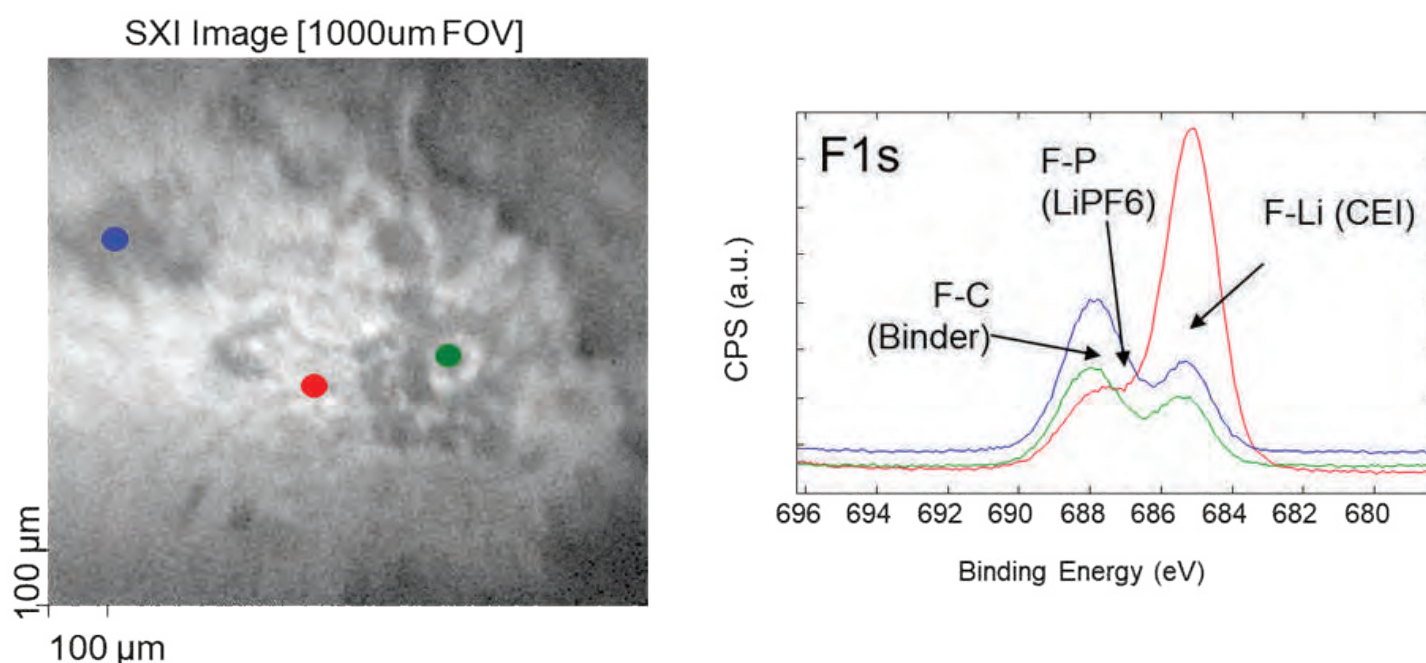 SXI Image [1000um FOV]
100 µm
100 µm
F1s
F-P
(LiPF6)
F-Li (CEI)
F-C
(Binder)
CPS (a.u.)
696 694 692 690 688 686 684 682 680
Binding Energy (eV)